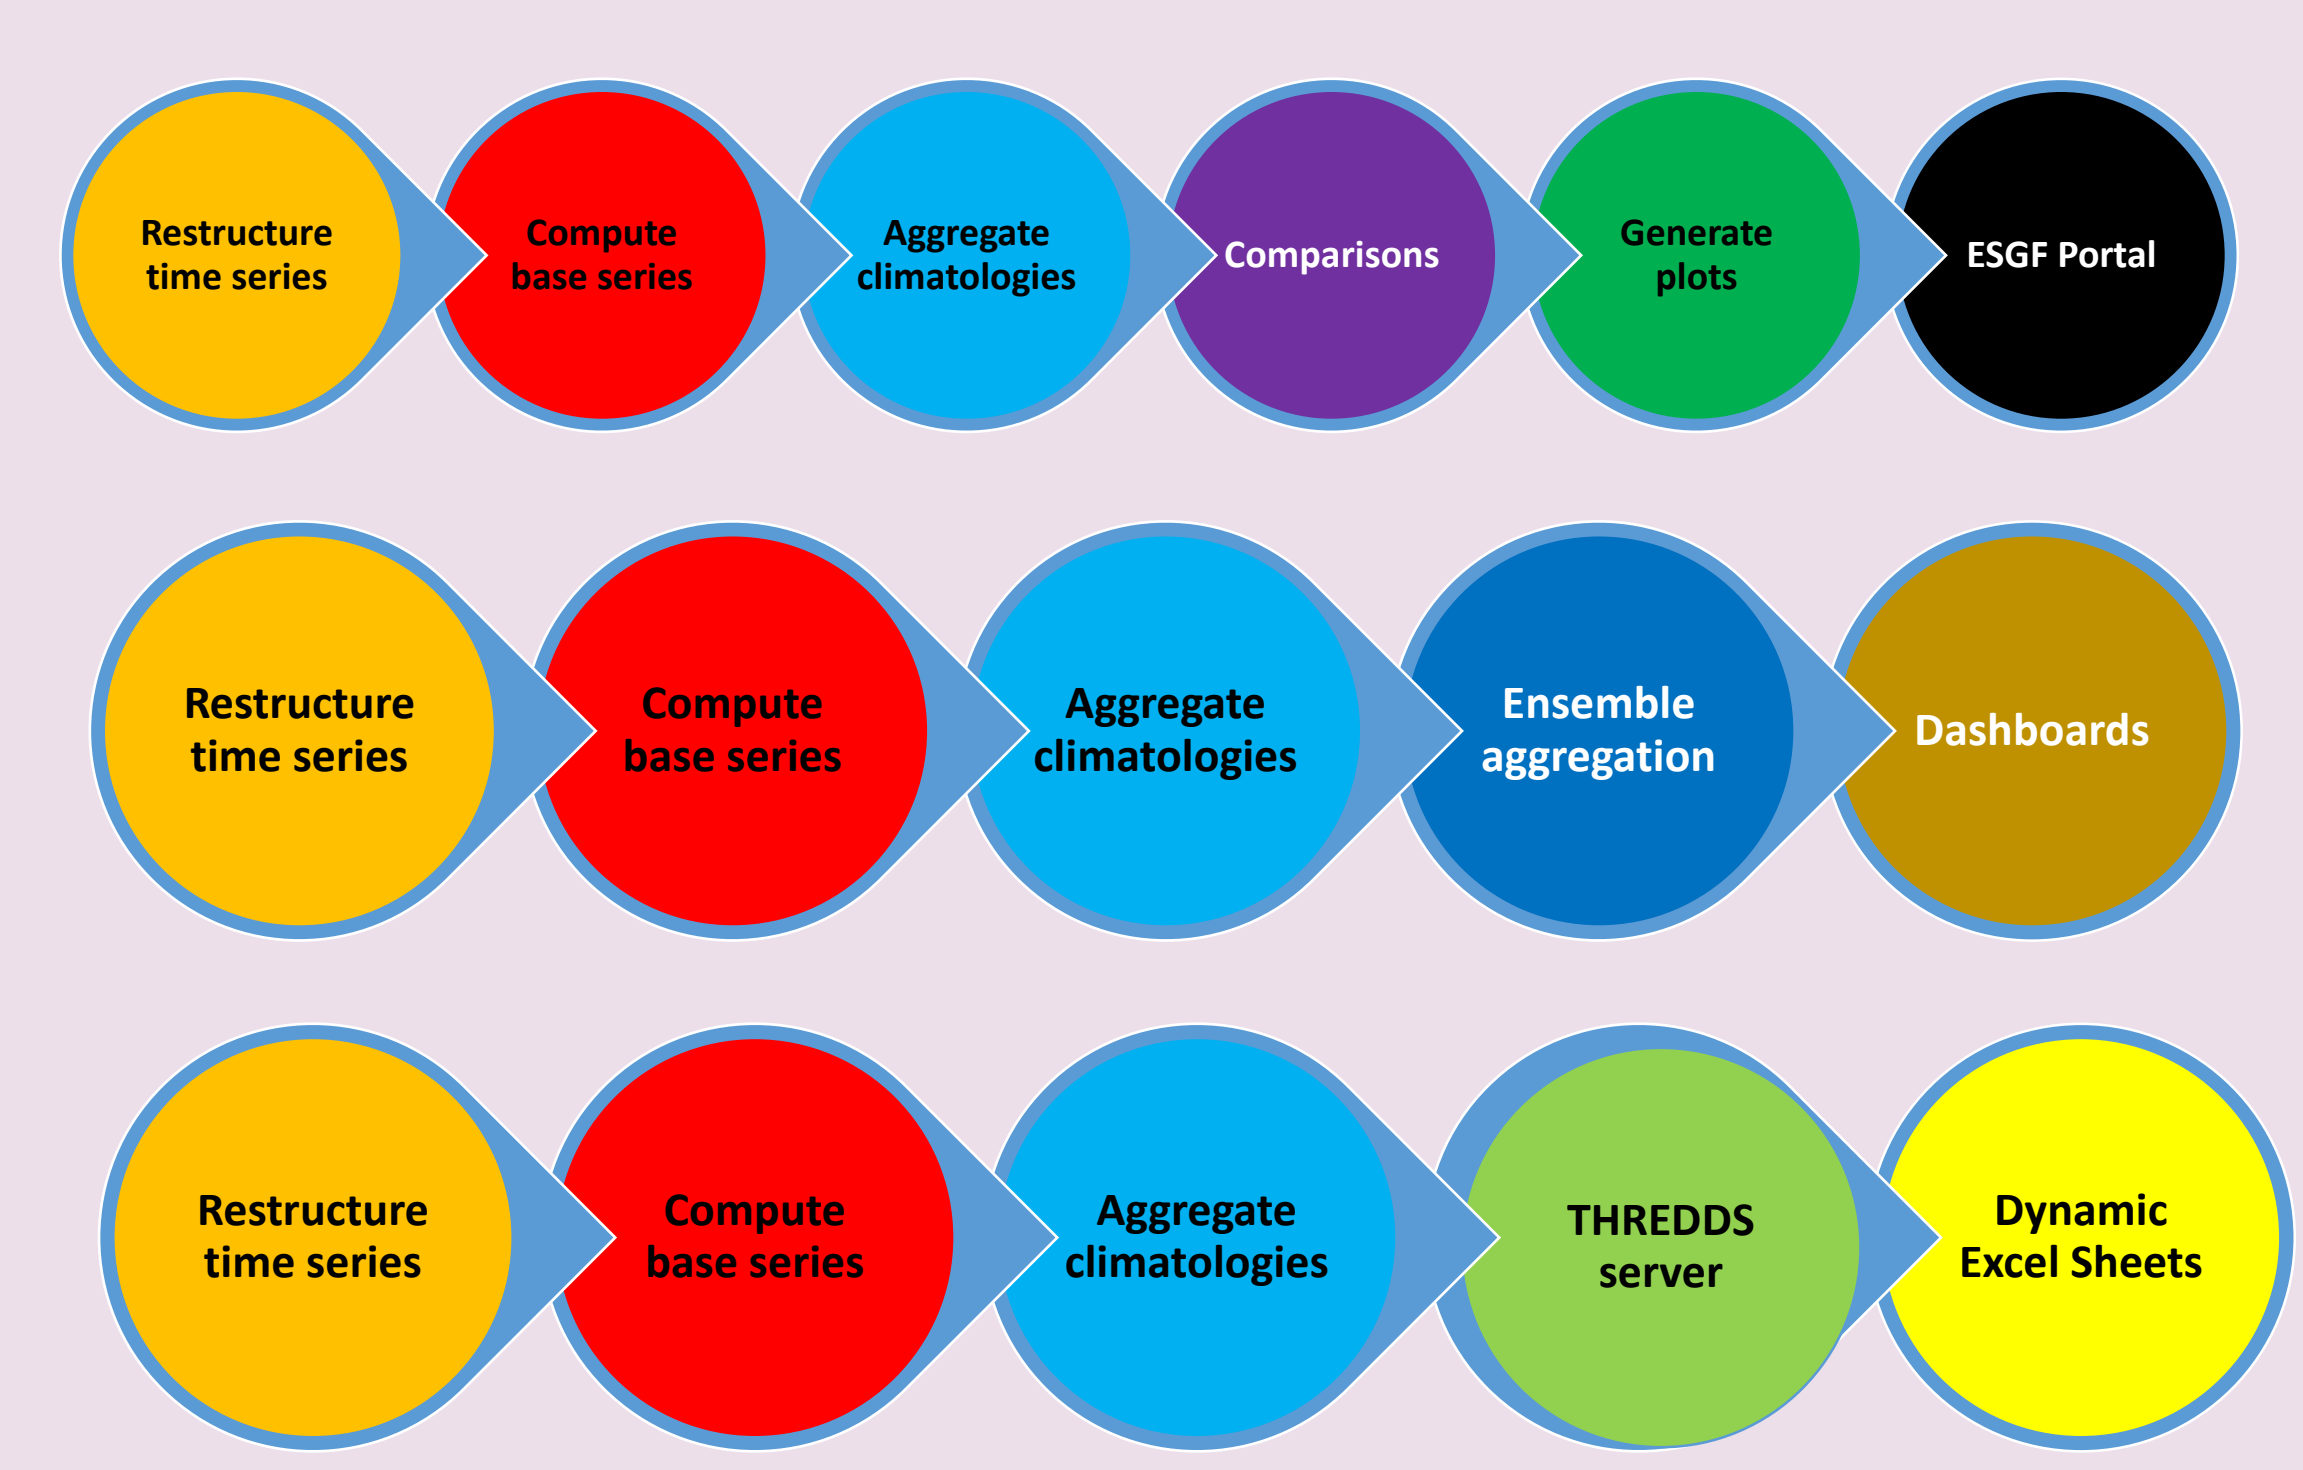 Restructure
time series
Compute
base series
Aggregate
climatologies
Comparisons
Generate
plots
ESGF Portal
Restructure
time series
Compute
base series
Aggregate
climatologies
Ensemble
aggregation
Dashboards
Restructure
time series
Compute
base series
Aggregate
climatologies
THREDDS
server
Dynamic
Excel Sheets